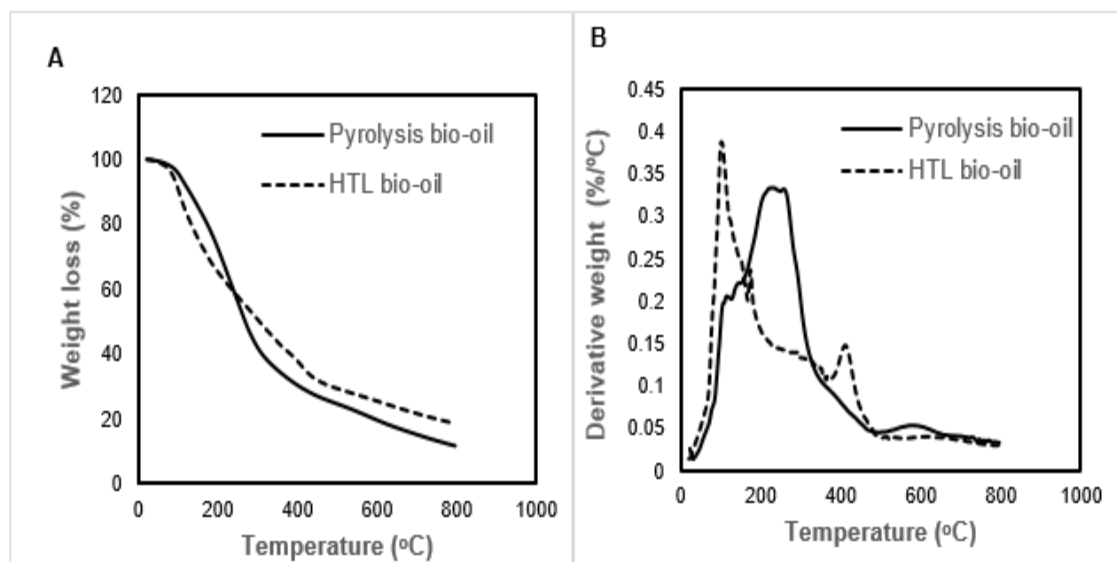 A
Weight loss (%)
120
100
80
60
40
20
0
0 200 400 600 800 1000
Temperature (ºC)
Pyrolysis bio-oil
HTL bio-oil
B
Derivative weight (%/ºC)
0.45
0.4
0.35
0.3
0.25
0.2
0.15
0.1
0.05
0
0 200 400 600 800 1000
Temperature (ºC)
Pyrolysis bio-oil
HTL bio-oil